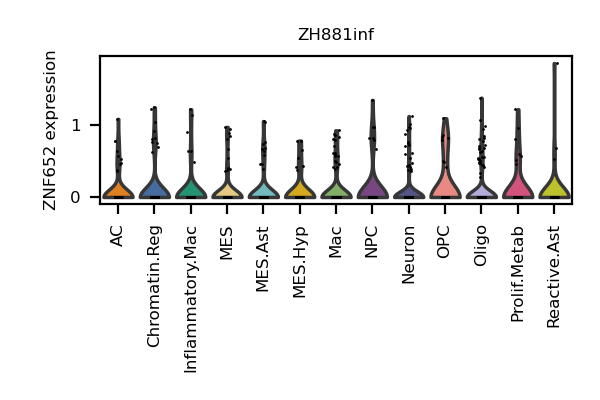 ZH881inf
ZNF652 expression
1
0
AC
Chromatin.Reg
Inflammatory.Mac
MES
MES.Ast
MES.Hyp
Mac
NPC
Neuron
OPC
Oligo
Prolif.Metab
Reactive.Ast